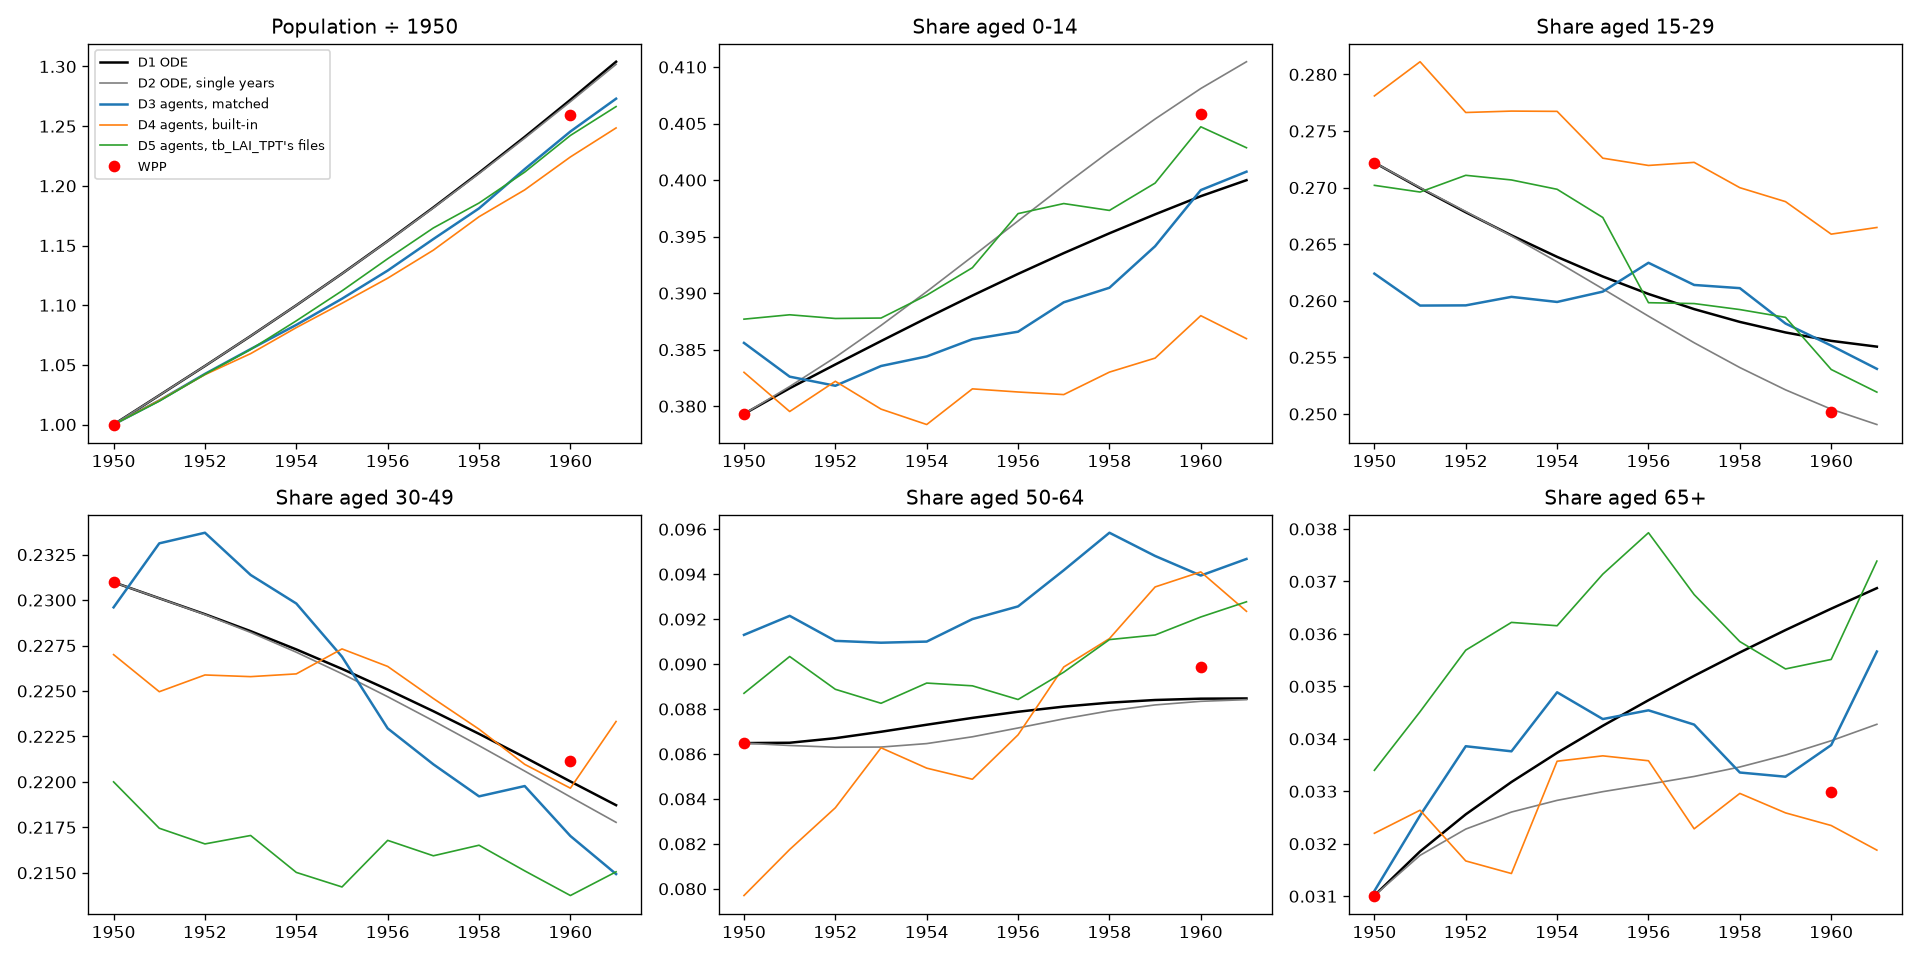 Population ÷ 1950
1.30
1.25
1.20
1.15
1.10
1.05
1.00
D1 ODE
D2 ODE, single years
D3 agents, matched
D4 agents, built-in
D5 agents, tb_LAI_TPT's files
WPP
1950 1952 1954 1956 1958 1960
Share aged 0-14
0.410
0.405
0.400
0.395
0.390
0.385
0.380
1950 1952 1954 1956 1958 1960
Share aged 15-29
0.280
0.275
0.270
0.265
0.260
0.255
0.250
1950 1952 1954 1956 1958 1960
Share aged 30-49
0.2325
0.2300
0.2275
0.2250
0.2225
0.2200
0.2175
0.2150
1950 1952 1954 1956 1958 1960
Share aged 50-64
0.096
0.094
0.092
0.090
0.088
0.086
0.084
0.082
0.080
1950 1952 1954 1956 1958 1960
Share aged 65+
0.038
0.037
0.036
0.035
0.034
0.033
0.032
0.031
1950 1952 1954 1956 1958 1960